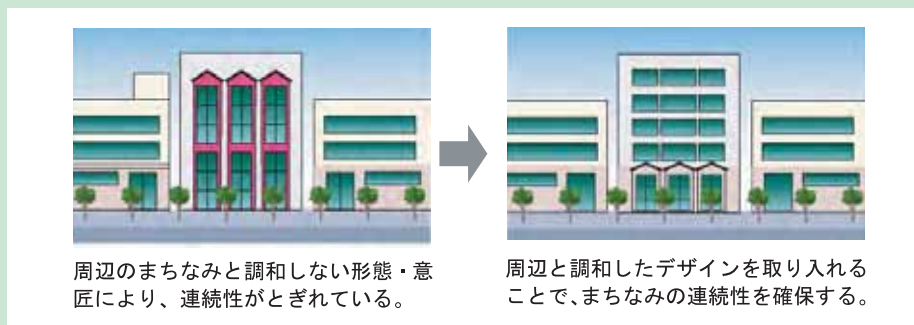 周辺のまちなみと調和しない形態・意
匠により、連続性がとぎれている。
周辺と調和したデザインを取り入れる
ことで、まちなみの連続性を確保する。